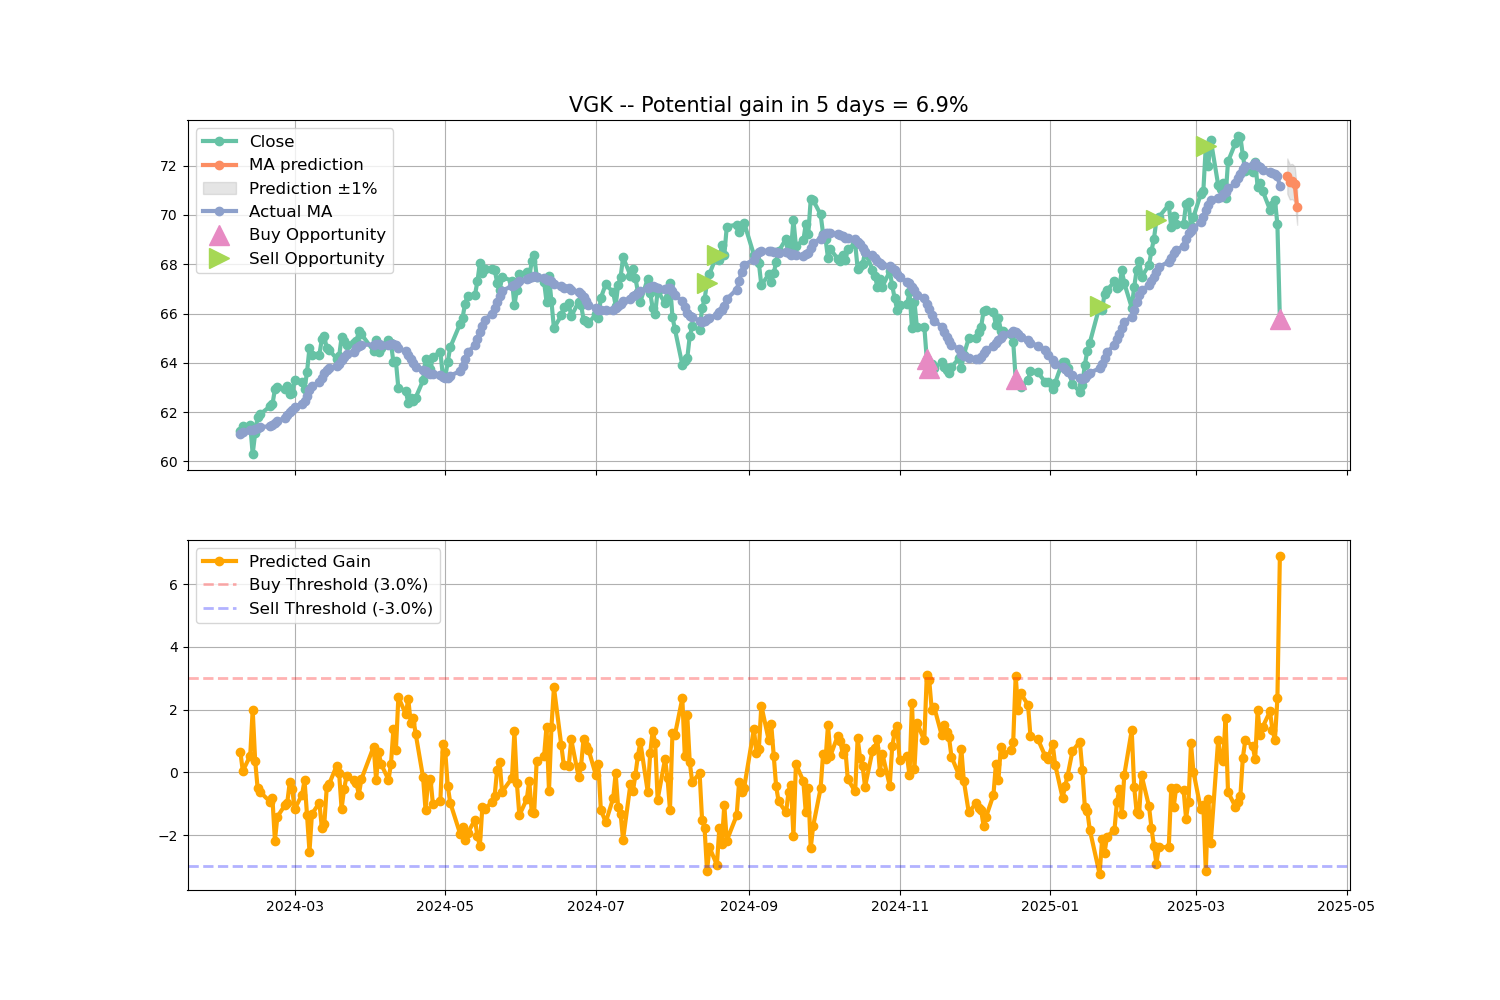 VGK -- Potential gain in 5 days = 6.9%
Close
MA prediction
Prediction ±1%
Actual MA
Buy Opportunity
Sell Opportunity
72
70
68
66
64
62
60
Predicted Gain
Buy Threshold (3.0%)
Sell Threshold (-3.0%)
6
4
2
0
−2
2024-03
2024-05
2024-07
2024-09
2024-11
2025-01
2025-03
2025-05